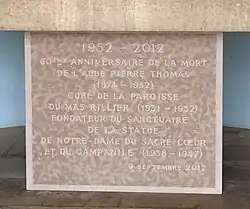 1952 - 2012
60ÈME ANNIVERSAIRE DE LA MORT
DE L'ABBÉ PIERRE THOMAS
(1874 - 1952)
CURÉ DE LA PAROISSE
DU MAS-RILLIER (1921 - 1952)
FONDATEUR DU SANCTUAIRE
DE LA STATUE
DE NOTRE-DAME DU SACRÉ CŒUR
ET DU CAMPANILE (1938 - 1947)
9 SEPTEMBRE 2012